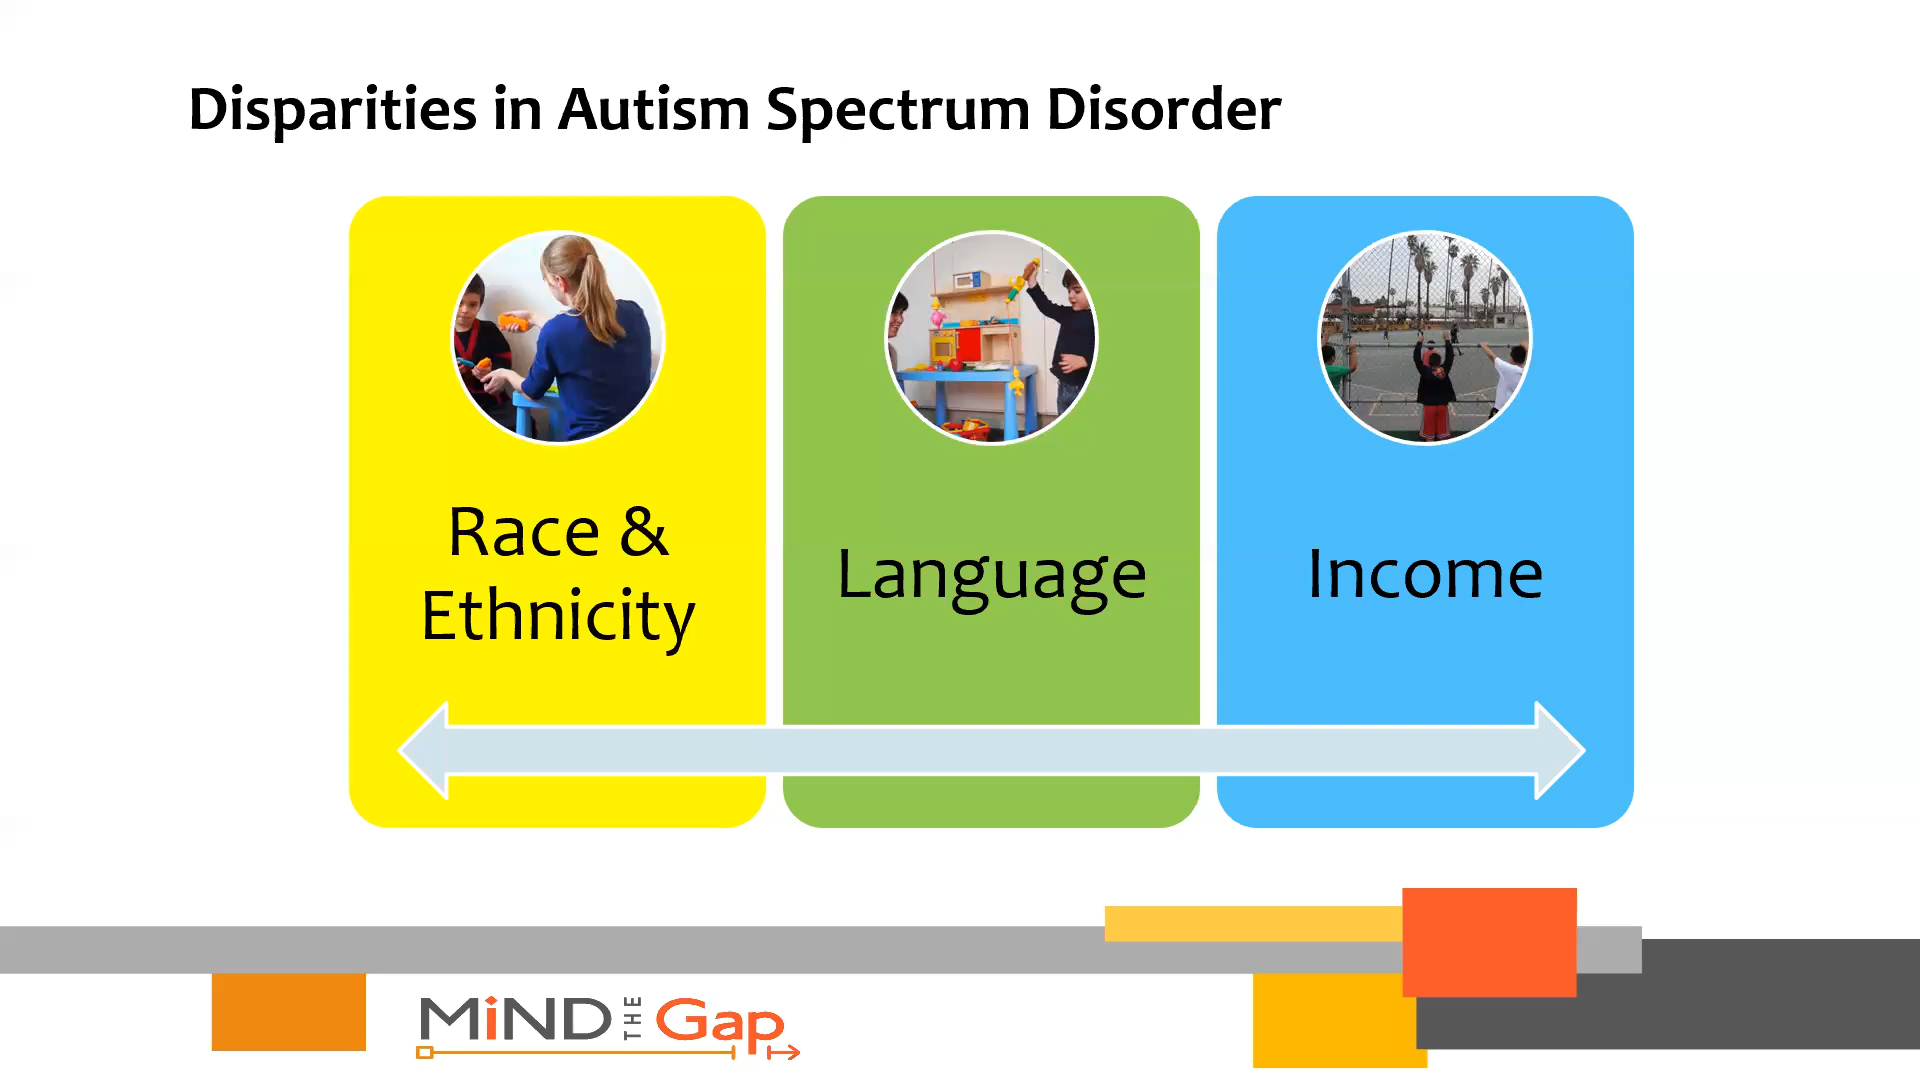 Disparities in Autism Spectrum Disorder
Race &
Ethnicity
Language
Income
MiND THE Gap